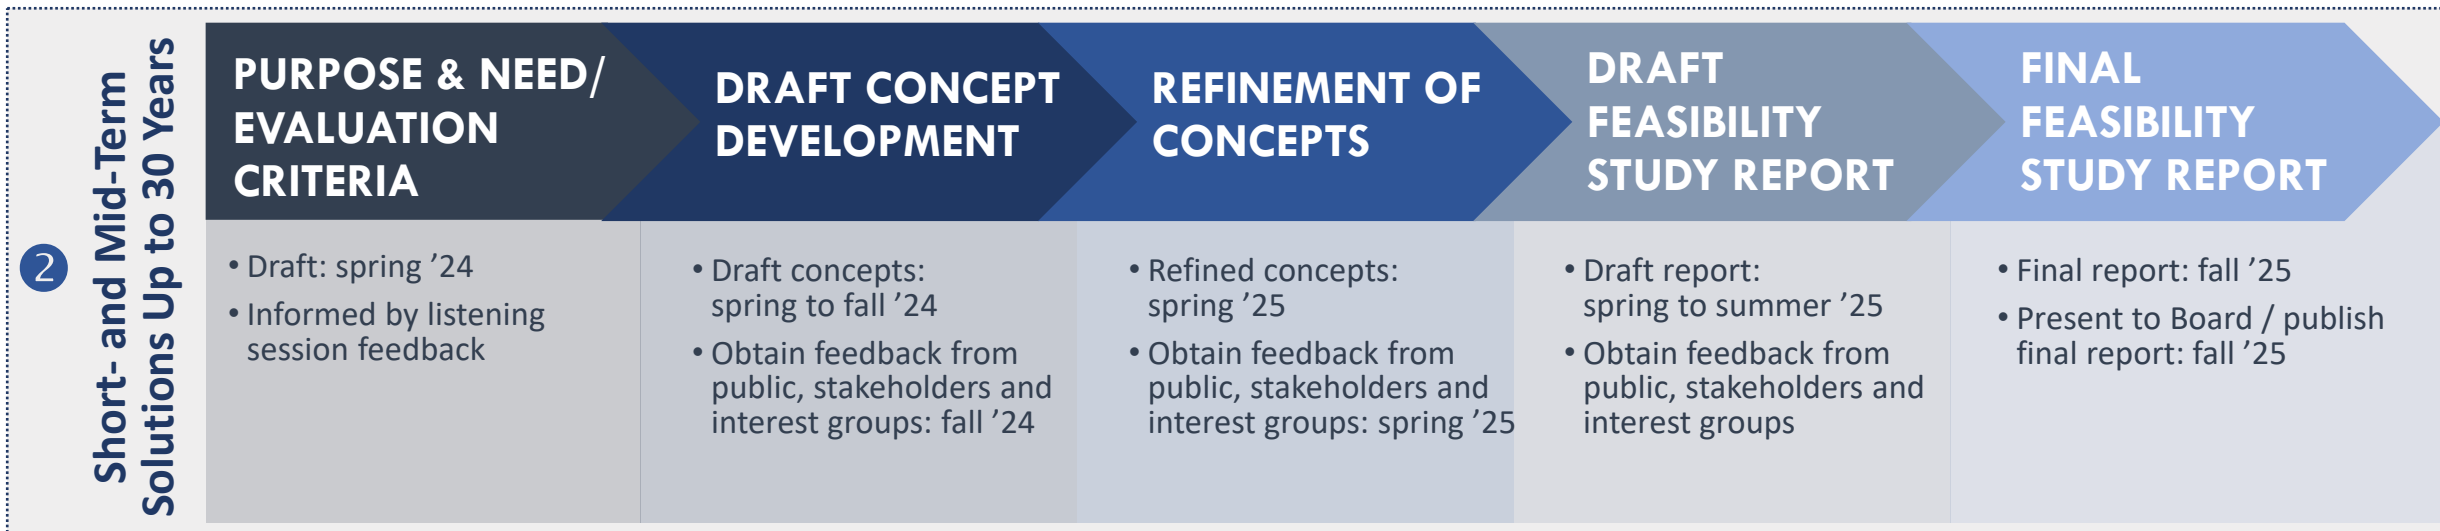 2
Short- and Mid-Term
Solutions Up to 30 Years
PURPOSE & NEED/
EVALUATION
CRITERIA
• Draft: spring ’24
• Informed by listening
session feedback
DRAFT CONCEPT
DEVELOPMENT
• Draft concepts:
spring to fall ’24
• Obtain feedback from
public, stakeholders and
interest groups: fall ’24
REFINEMENT OF
CONCEPTS
• Refined concepts:
spring ’25
• Obtain feedback from
public, stakeholders and
interest groups: spring ’25
DRAFT
FEASIBILITY
STUDY REPORT
• Draft report:
spring to summer ’25
• Obtain feedback from
public, stakeholders and
interest groups
FINAL
FEASIBILITY
STUDY REPORT
• Final report: fall ’25
• Present to Board / publish
final report: fall ’25